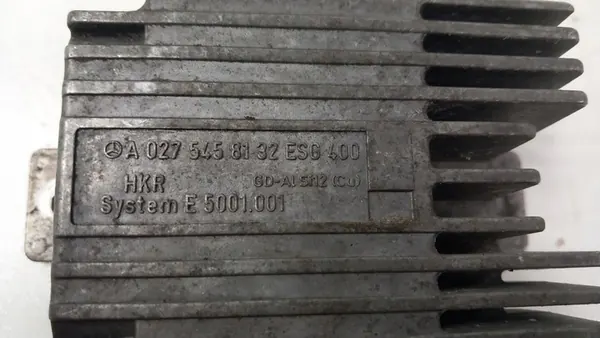 A 027 545 81 32 ESG 400
HKR GD-AlSi12 (Cu)
System E 5001.001